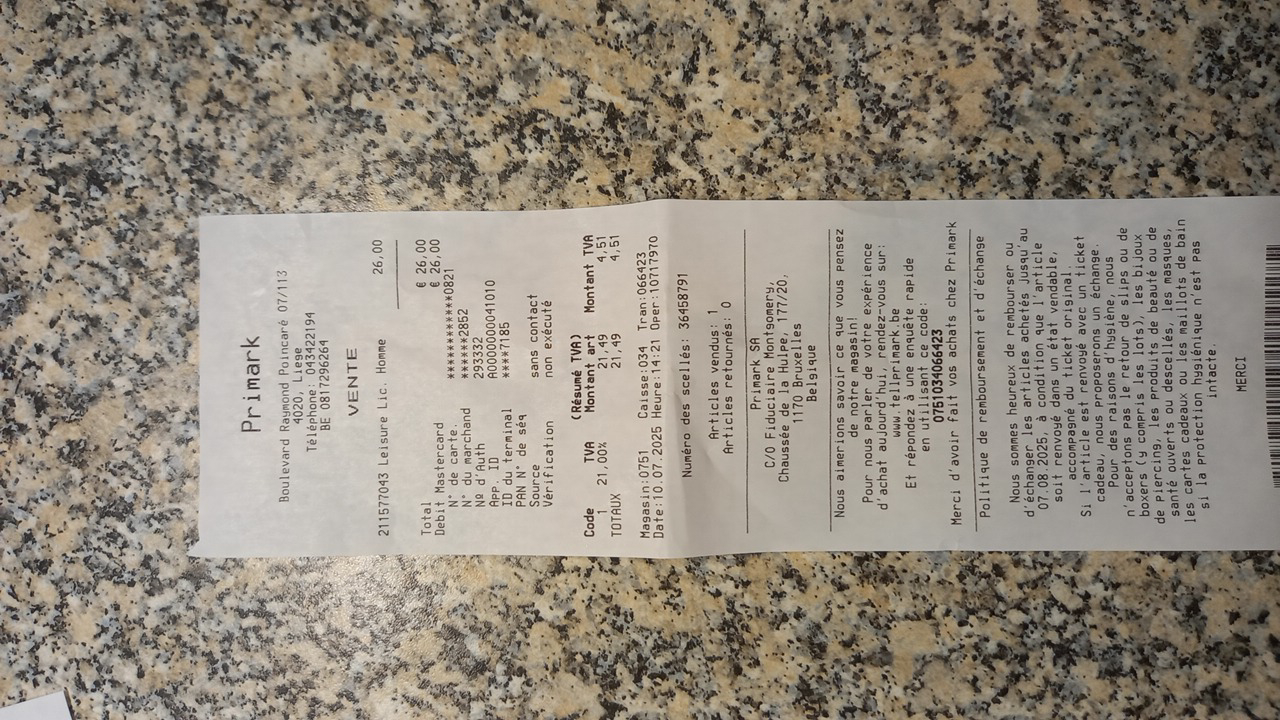 Primark
Boulevard Raymond Poincaré 07/113
4020, Liege
Téléphone : 043422194
BE 0817296264
VENTE
211577043 Leisure Lic. Homme 26,00
Total € 26,00
Debit Mastercard € 26,00
N° de carte. ************0821
N° du marchand *****2852
Nº d'Auth 293332
App. ID A0000000041010
ID du Terminal ****7185
PAN N° de séq
Source sans contact
Vérification non exécuté
(Résumé TVA)
Code TVA Montant art Montant TVA
1 21,00% 21,49 4,51
TOTAUX 21,49 4,51
Magasin:0751 Caisse:034 Tran:066423
Date:10.07.2025 Heure:14:21 Oper:10717970
Numéro des scellés: 36458791
Articles vendus: 1
Articles retournés: 0
Primark SA
C/O Fiduciaire Montgomery,
Chaussée de la Hulpe 177/20,
1170 Bruxelles
Belgique
Nous aimerions savoir ce que vous pensez
de notre magasin!
Pour nous parler de votre expérience
d'achat aujourd'hui, rendez-vous sur:
www.tellprimark.be
Et répondez à une enquête rapide
en utilisant ce code:
075103406​6423
Merci d'avoir fait vos achats chez Primark
Politique de remboursement et d'échange
Nous sommes heureux de rembourser ou
d'échanger les articles achetés jusqu'au
07.08.2025, à condition que l'article
soit renvoyé dans un état vendable,
accompagné du ticket original.
Si l'article est renvoyé avec un ticket
cadeau, nous proposerons un échange.
Pour des raisons d'hygiène, nous
n'acceptons pas le retour de slips ou de
boxers (y compris les lots), les bijoux
de piercing, les produits de beauté ou de
santé ouverts ou descellés, les masques,
les cartes cadeaux ou les maillots de bain
si la protection hygiénique n'est pas
intacte.
MERCI